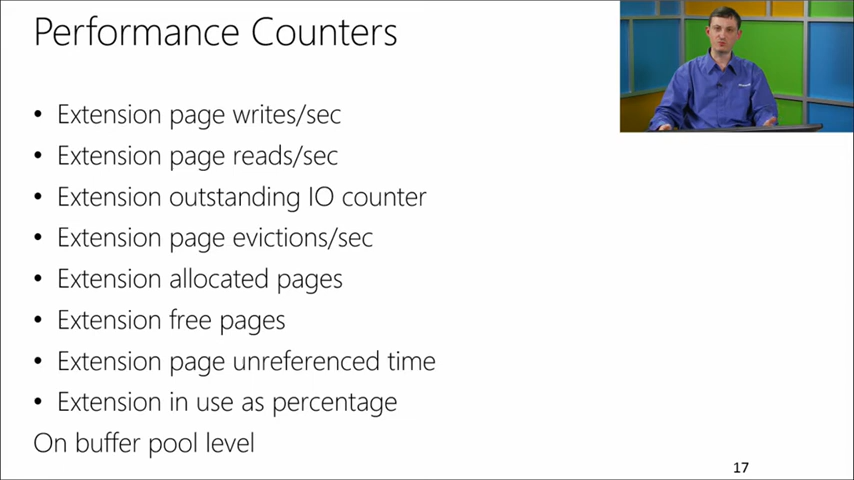 Performance Counters
• Extension page writes/sec
• Extension page reads/sec
• Extension outstanding IO counter
• Extension page evictions/sec
• Extension allocated pages
• Extension free pages
• Extension page unreferenced time
• Extension in use as percentage
On buffer pool level
17